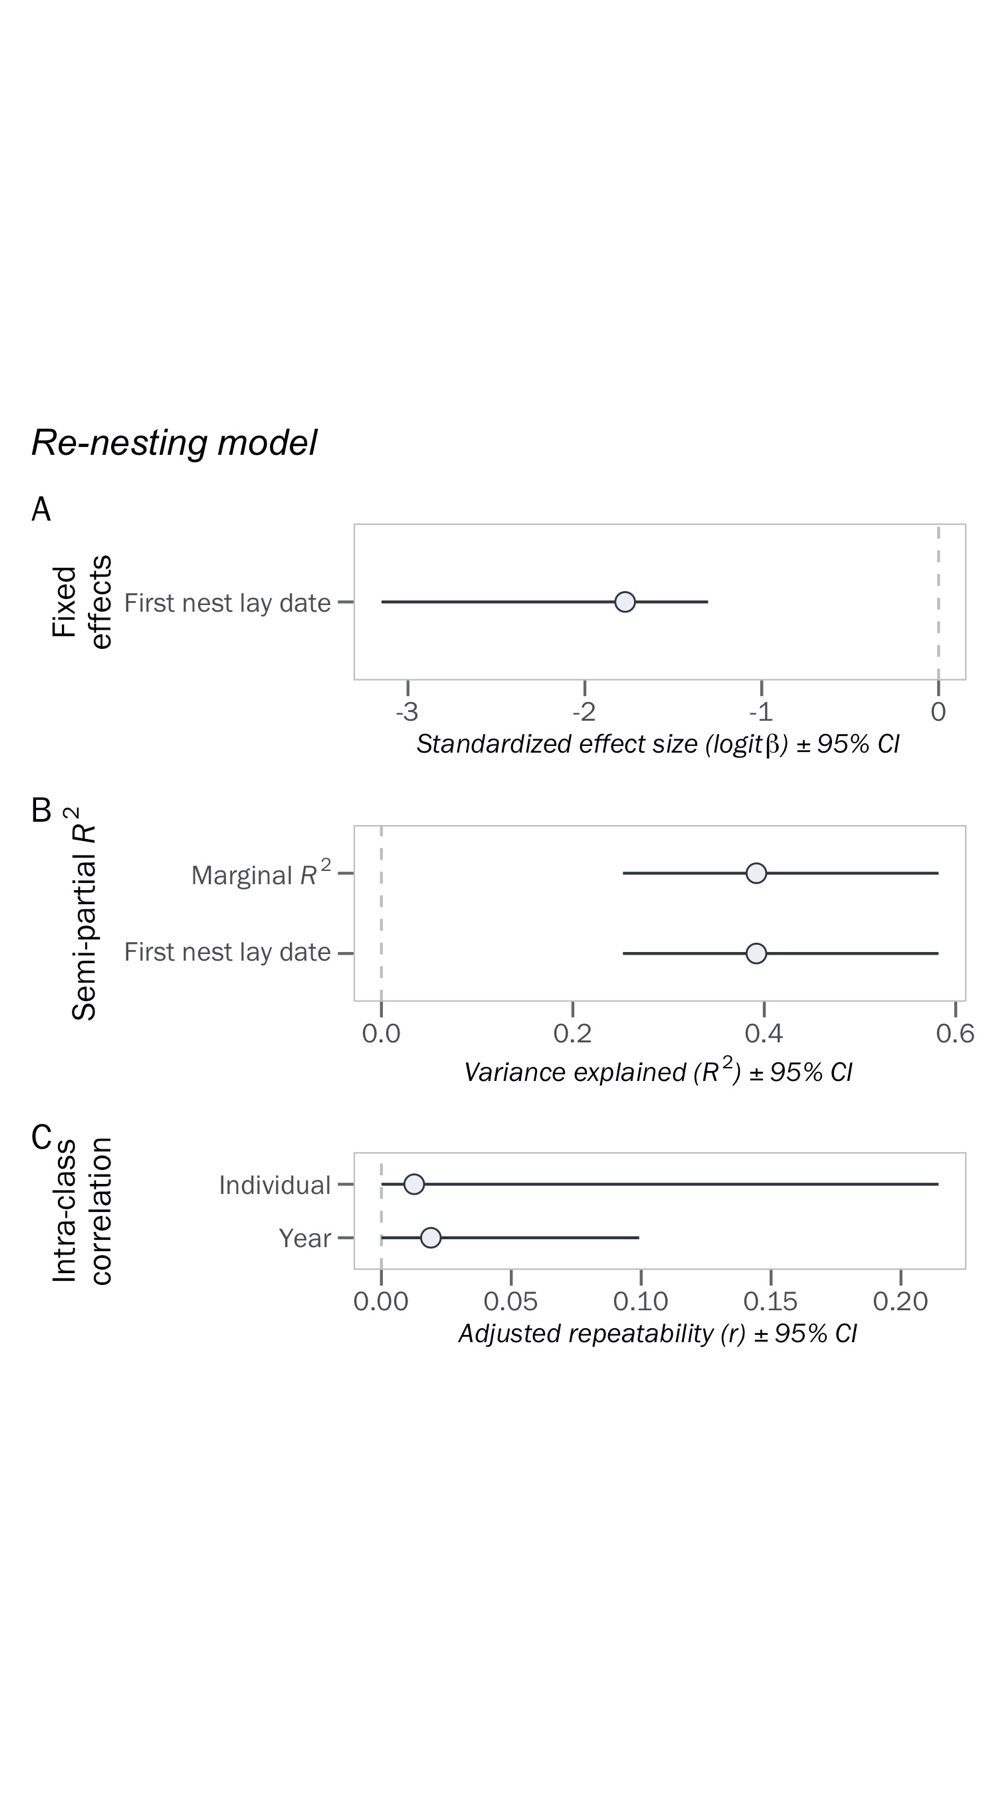 Re-nesting model
A
Fixed
effects
First nest lay date
-3 -2 -1 0
Standardized effect size (logitβ) ± 95% CI
B
Semi-partial R²
Marginal R²
First nest lay date
0.0 0.2 0.4 0.6
Variance explained (R²) ± 95% CI
C
Intra-class
correlation
Individual
Year
0.00 0.05 0.10 0.15 0.20
Adjusted repeatability (r) ± 95% CI